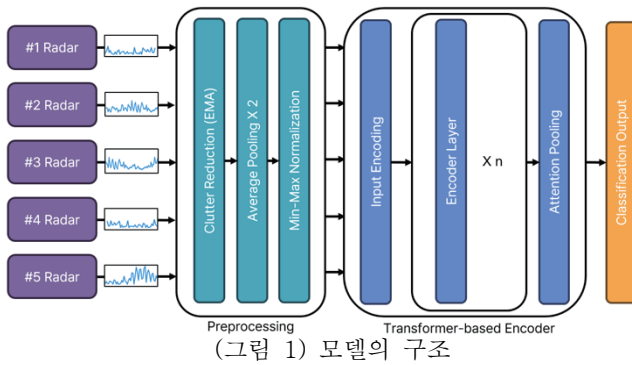 #1 Radar
#2 Radar
#3 Radar
#4 Radar
#5 Radar
Clutter Reduction (EMA)
Average Pooling X 2
Min-Max Normalization
Preprocessing
Input Encoding
Encoder Layer
X n
Attention Pooling
Transformer-based Encoder
Classification Output
(그림 1) 모델의 구조